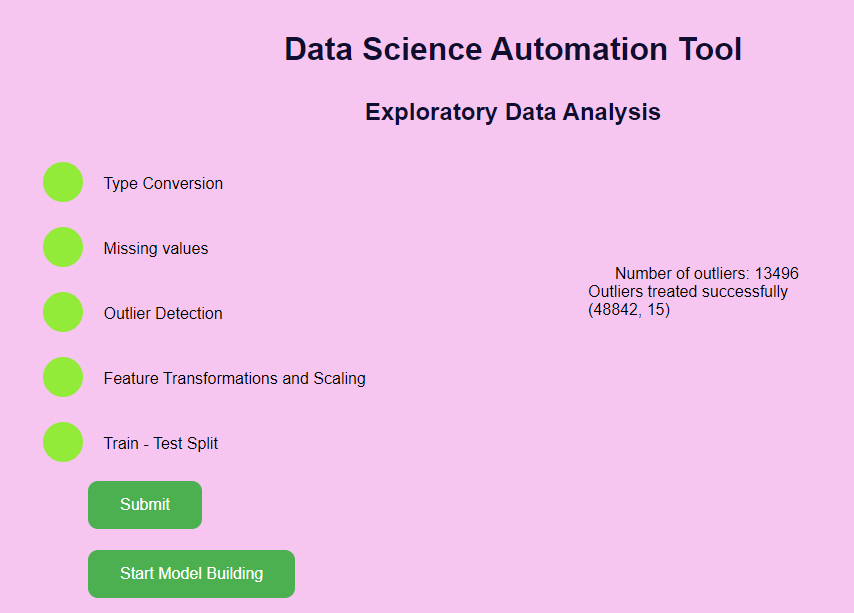 Data Science Automation Tool
Exploratory Data Analysis
Type Conversion
Missing values
Outlier Detection
Feature Transformations and Scaling
Train - Test Split
Number of outliers: 13496
Outliers treated successfully
(48842, 15)
Submit
Start Model Building